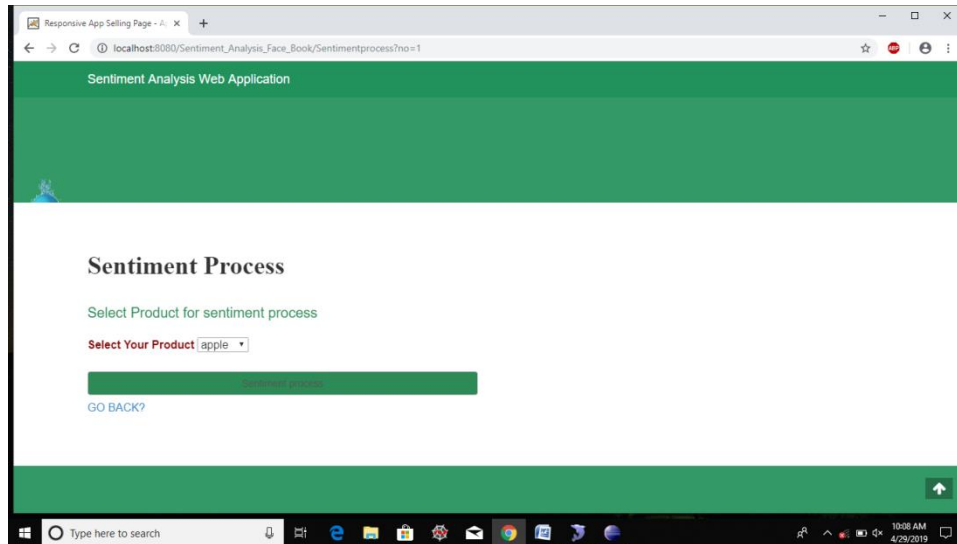 Responsive App Selling Page - A
localhost:8080/Sentiment_Analysis_Face_Book/Sentimentprocess?no=1
ABP
Sentiment Analysis Web Application
Sentiment Process
Select Product for sentiment process
Select Your Product apple
Sentiment process
GO BACK?
Type here to search
10:08 AM
4/29/2019